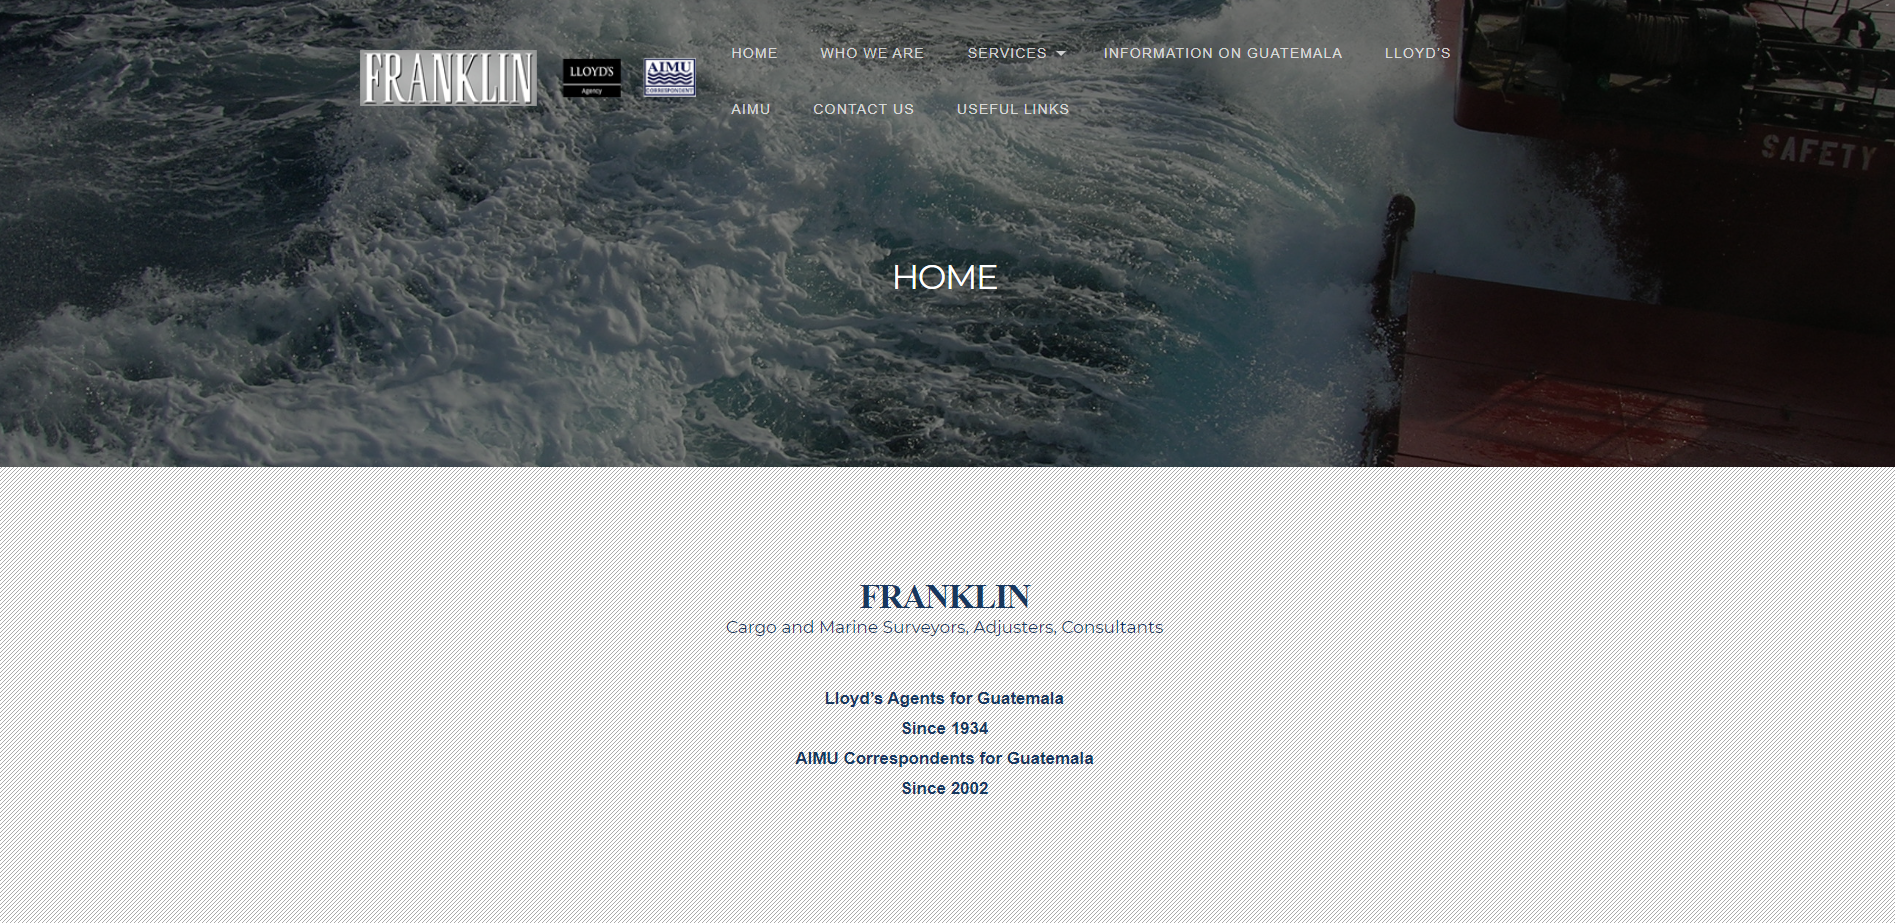 FRANKLIN
LLOYD'S
Agency
AIMU
CORRESPONDENT
HOME
WHO WE ARE
SERVICES
INFORMATION ON GUATEMALA
LLOYD'S
AIMU
CONTACT US
USEFUL LINKS
SAFETY
HOME
FRANKLIN
Cargo and Marine Surveyors, Adjusters, Consultants
Lloyd's Agents for Guatemala
Since 1934
AIMU Correspondents for Guatemala
Since 2002